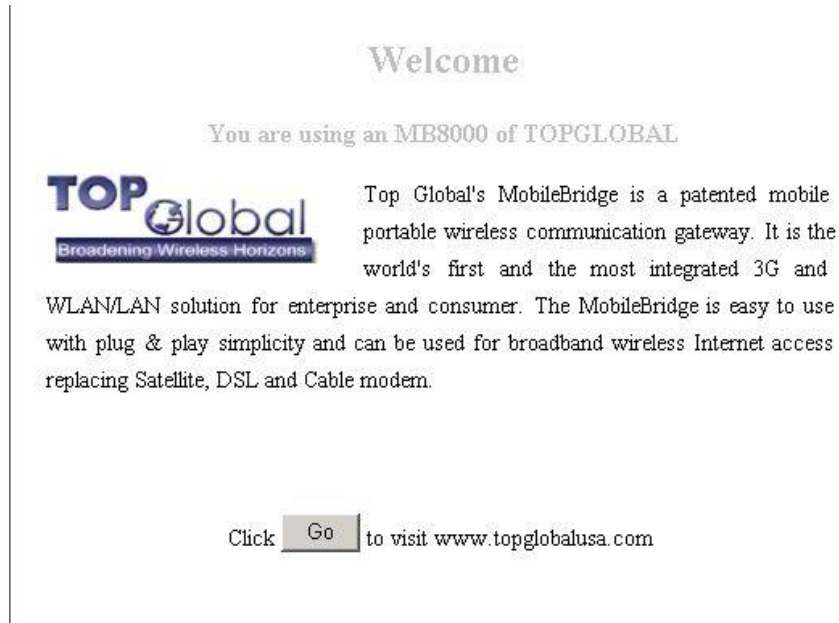 Welcome
You are using an MB8000 of TOPGLOBAL
TOP Global
Broadening Wireless Horizons
Top Global's MobileBridge is a patented mobile
portable wireless communication gateway. It is the
world's first and the most integrated 3G and
WLAN/LAN solution for enterprise and consumer. The MobileBridge is easy to use
with plug & play simplicity and can be used for broadband wireless Internet access
replacing Satellite, DSL and Cable modem.
Click Go to visit www.topglobalusa.com